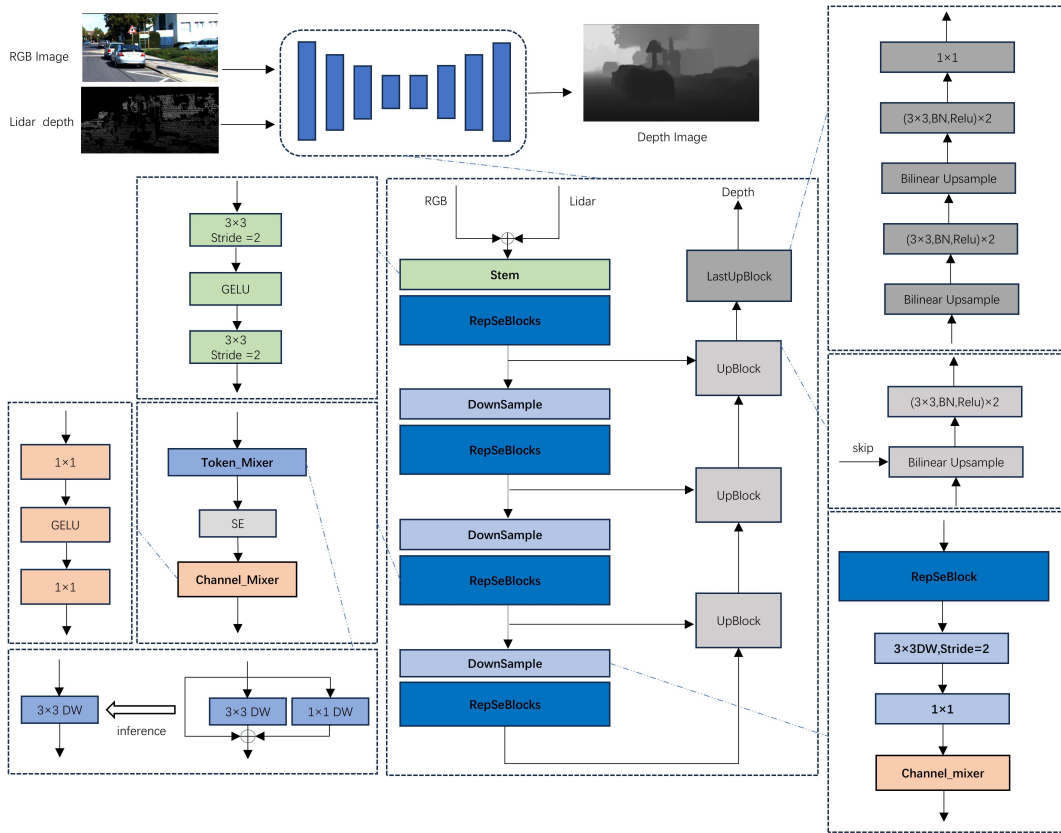 RGB Image
Lidar depth
Depth Image
1×1
(3×3,BN,Relu)×2
Bilinear Upsample
(3×3,BN,Relu)×2
Bilinear Upsample
3×3
Stride =2
GELU
3×3
Stride =2
RGB
Lidar
Depth
Stem
RepSeBlocks
LastUpBlock
UpBlock
DownSample
RepSeBlocks
UpBlock
DownSample
RepSeBlocks
UpBlock
DownSample
RepSeBlocks
(3×3,BN,Relu)×2
skip
Bilinear Upsample
1×1
GELU
1×1
Token_Mixer
SE
Channel_Mixer
3×3 DW
inference
3×3 DW
1×1 DW
RepSeBlock
3×3DW,Stride=2
1×1
Channel_mixer